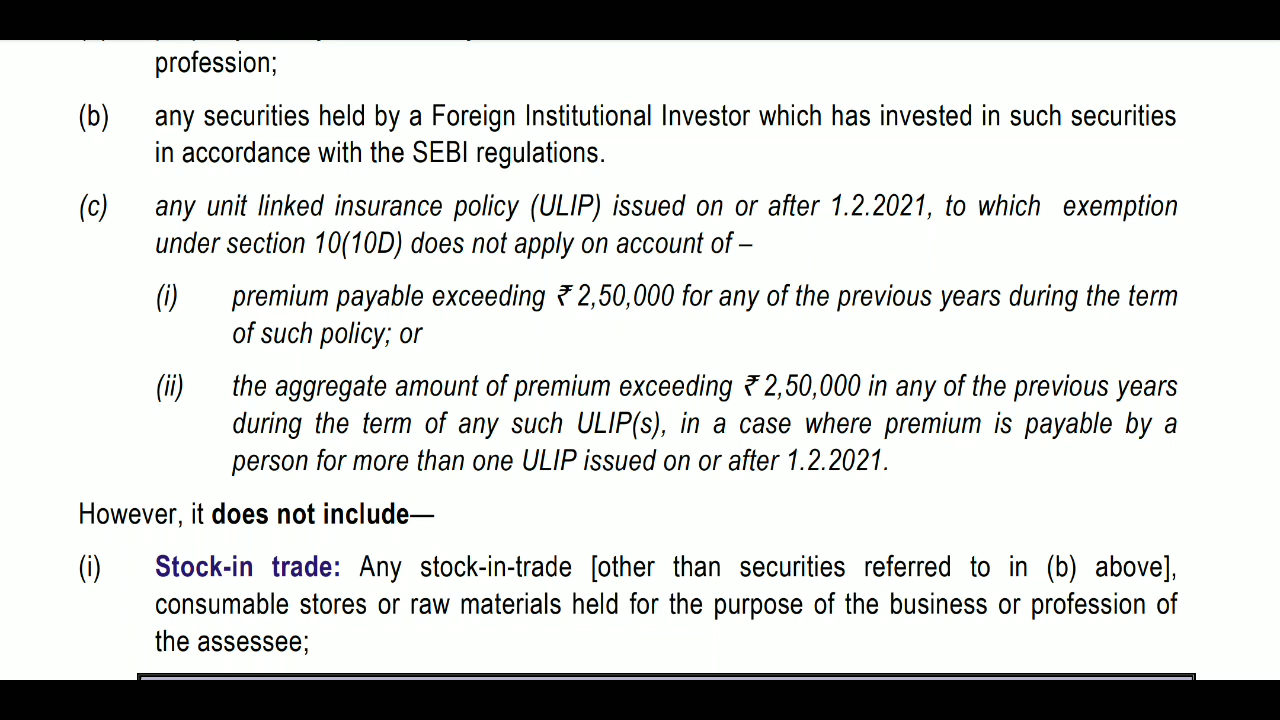 profession;
(b) any securities held by a Foreign Institutional Investor which has invested in such securities
in accordance with the SEBI regulations.
(c) any unit linked insurance policy (ULIP) issued on or after 1.2.2021, to which exemption
under section 10(10D) does not apply on account of –
(i) premium payable exceeding ₹ 2,50,000 for any of the previous years during the term
of such policy; or
(ii) the aggregate amount of premium exceeding ₹ 2,50,000 in any of the previous years
during the term of any such ULIP(s), in a case where premium is payable by a
person for more than one ULIP issued on or after 1.2.2021.
However, it does not include—
(i) Stock-in trade: Any stock-in-trade [other than securities referred to in (b) above],
consumable stores or raw materials held for the purpose of the business or profession of
the assessee;